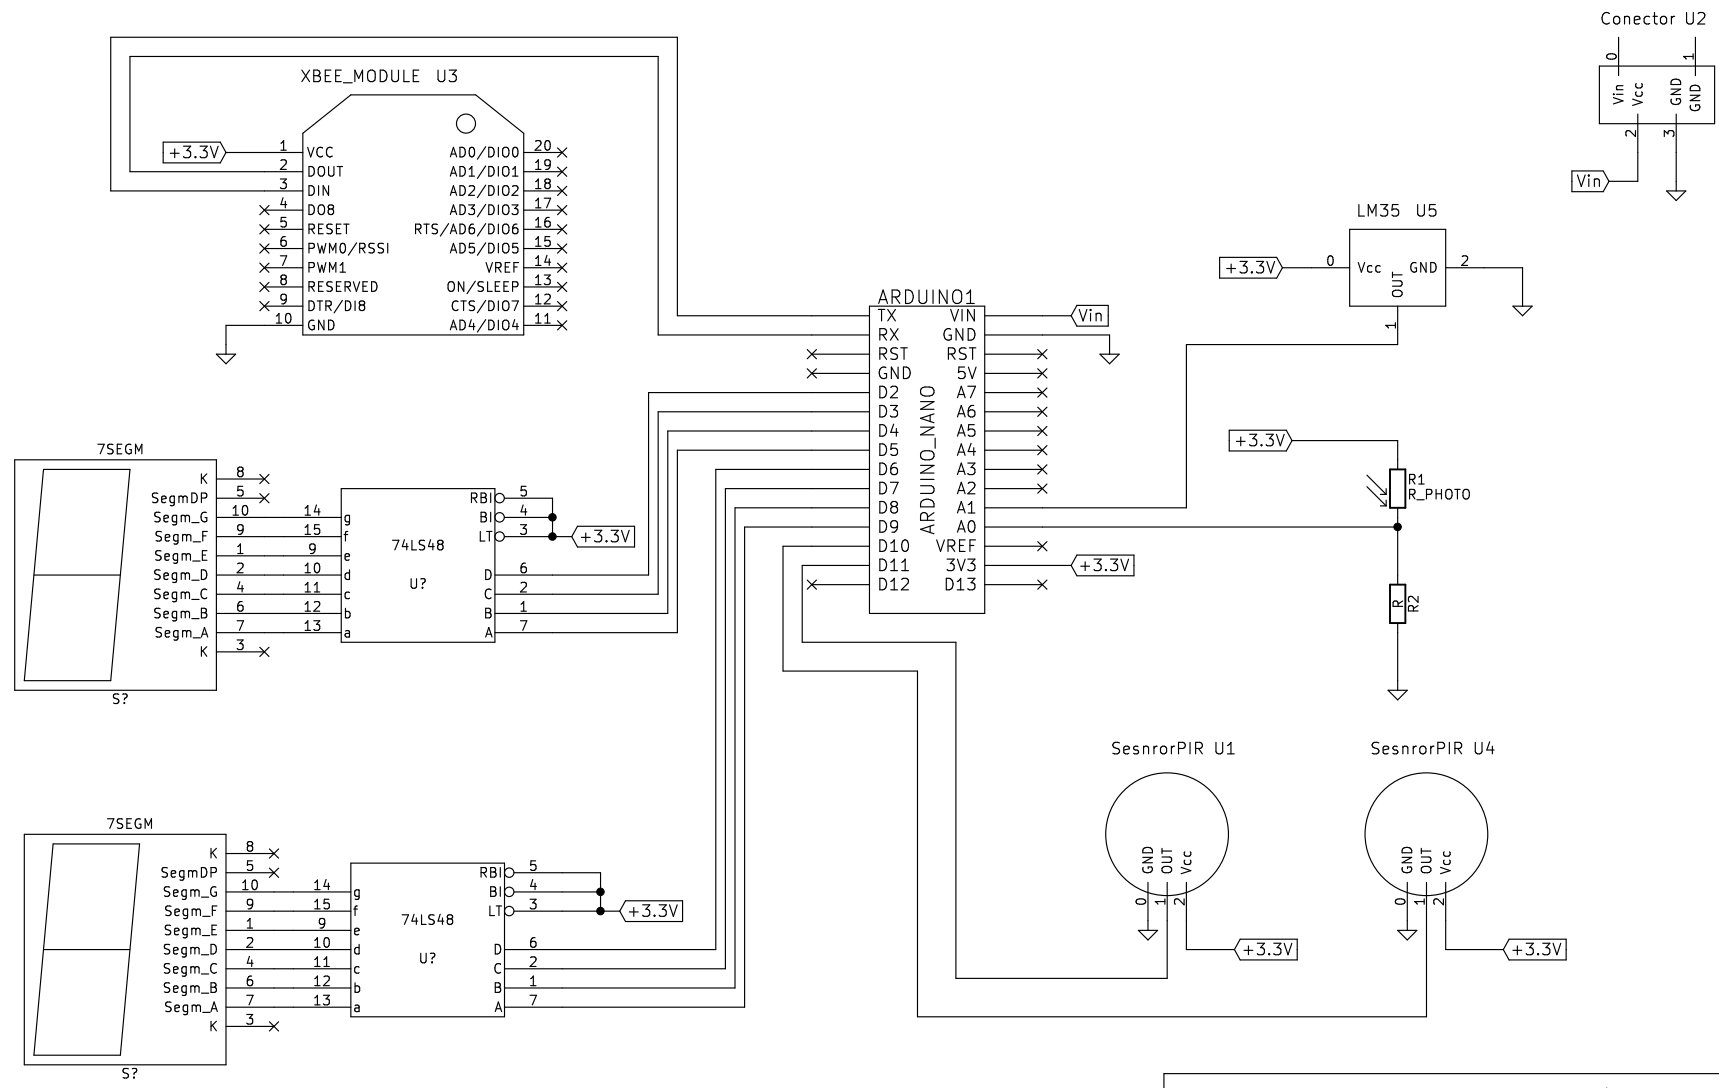 Conector U2
0
1
Vin
Vcc
GND
GND
2
3
Vin
XBEE_MODULE U3
+3.3V
1 VCC AD0/DIO0 20
2 DOUT AD1/DIO1 19
3 DIN AD2/DIO2 18
4 DO8 AD3/DIO3 17
5 RESET RTS/AD6/DIO6 16
6 PWM0/RSSI AD5/DIO5 15
7 PWM1 VREF 14
8 RESERVED ON/SLEEP 13
9 DTR/DI8 CTS/DIO7 12
10 GND AD4/DIO4 11
LM35 U5
+3.3V 0 Vcc GND 2
OUT
1
ARDUINO1
TX VIN Vin
RX GND
RST RST
GND 5V
D2 A7
D3 A6
D4 A5
D5 A4
D6 A3
D7 A2
D8 A1
D9 A0
D10 VREF
D11 3V3 +3.3V
D12 D13
ARDUINO_NANO
+3.3V
R1
R_PHOTO
R
R2
7SEGM
K 8
SegmDP 5
Segm_G 10 14 g
Segm_F 9 15 f
Segm_E 1 9 e
Segm_D 2 10 d
Segm_C 4 11 c
Segm_B 6 12 b
Segm_A 7 13 a
K 3
S?
RBI 5
BI 4
LT 3 +3.3V
74LS48
U?
D 6
C 2
B 1
A 7
SesnrorPIR U1
GND
OUT
Vcc
0
1
2
+3.3V
SesnrorPIR U4
GND
OUT
Vcc
0
1
2
+3.3V
7SEGM
K 8
SegmDP 5
Segm_G 10 14 g
Segm_F 9 15 f
Segm_E 1 9 e
Segm_D 2 10 d
Segm_C 4 11 c
Segm_B 6 12 b
Segm_A 7 13 a
K 3
S?
RBI 5
BI 4
LT 3 +3.3V
74LS48
U?
D 6
C 2
B 1
A 7